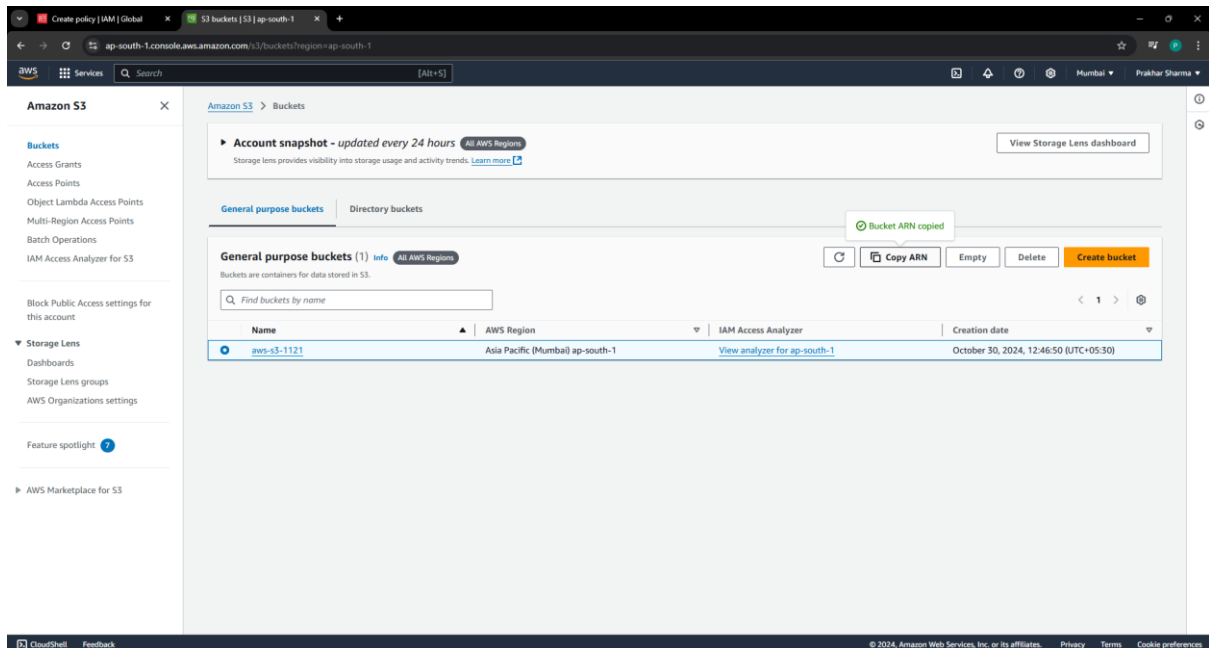 Create policy | IAM | Global
S3 buckets | S3 | ap-south-1
ap-south-1.console.aws.amazon.com/s3/buckets?region=ap-south-1
aws
Services
Search
[Alt+S]
Mumbai
Prakhar Sharma
Amazon S3
Buckets
Access Grants
Access Points
Object Lambda Access Points
Multi-Region Access Points
Batch Operations
IAM Access Analyzer for S3
Block Public Access settings for
this account
Storage Lens
Dashboards
Storage Lens groups
AWS Organizations settings
Feature spotlight 7
AWS Marketplace for S3
Amazon S3 > Buckets
Account snapshot - updated every 24 hours All AWS Regions
Storage lens provides visibility into storage usage and activity trends. Learn more
View Storage Lens dashboard
General purpose buckets
Directory buckets
Bucket ARN copied
General purpose buckets (1) Info All AWS Regions
Buckets are containers for data stored in S3.
Copy ARN
Empty
Delete
Create bucket
Find buckets by name
1
Name
AWS Region
IAM Access Analyzer
Creation date
aws-s3-1121
Asia Pacific (Mumbai) ap-south-1
View analyzer for ap-south-1
October 30, 2024, 12:46:50 (UTC+05:30)
CloudShell
Feedback
© 2024, Amazon Web Services, Inc. or its affiliates.
Privacy
Terms
Cookie preferences